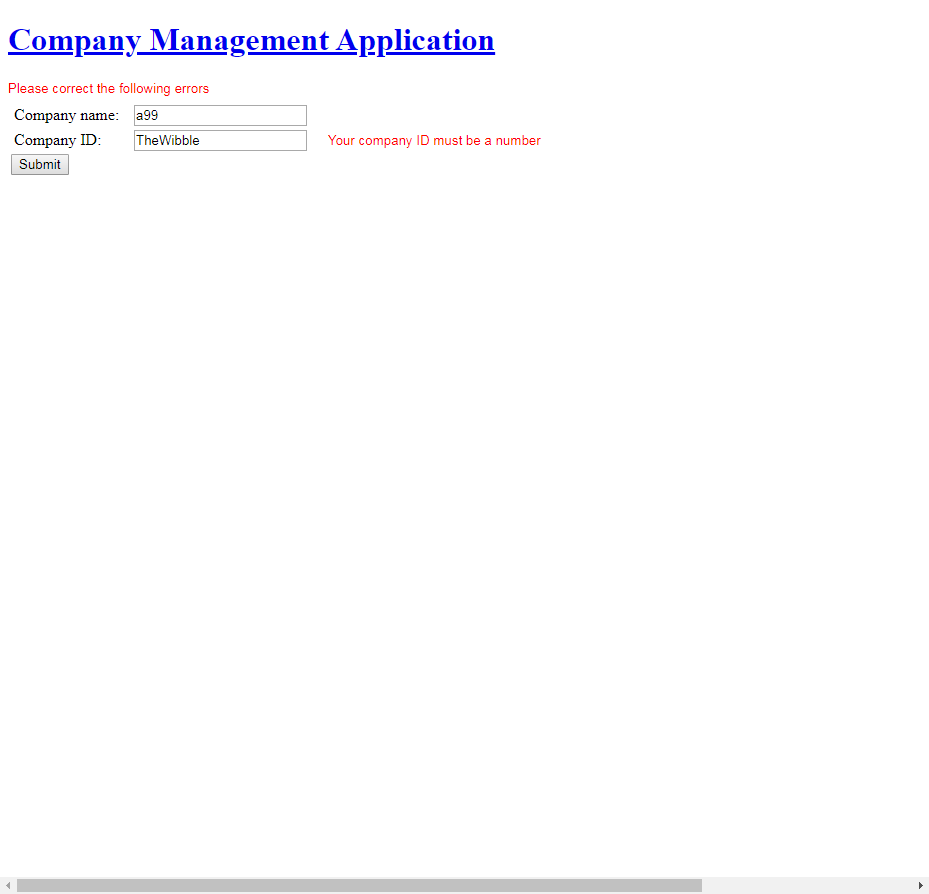 Company Management Application
Please correct the following errors
Company name: a99
Company ID: TheWibble Your company ID must be a number
Submit